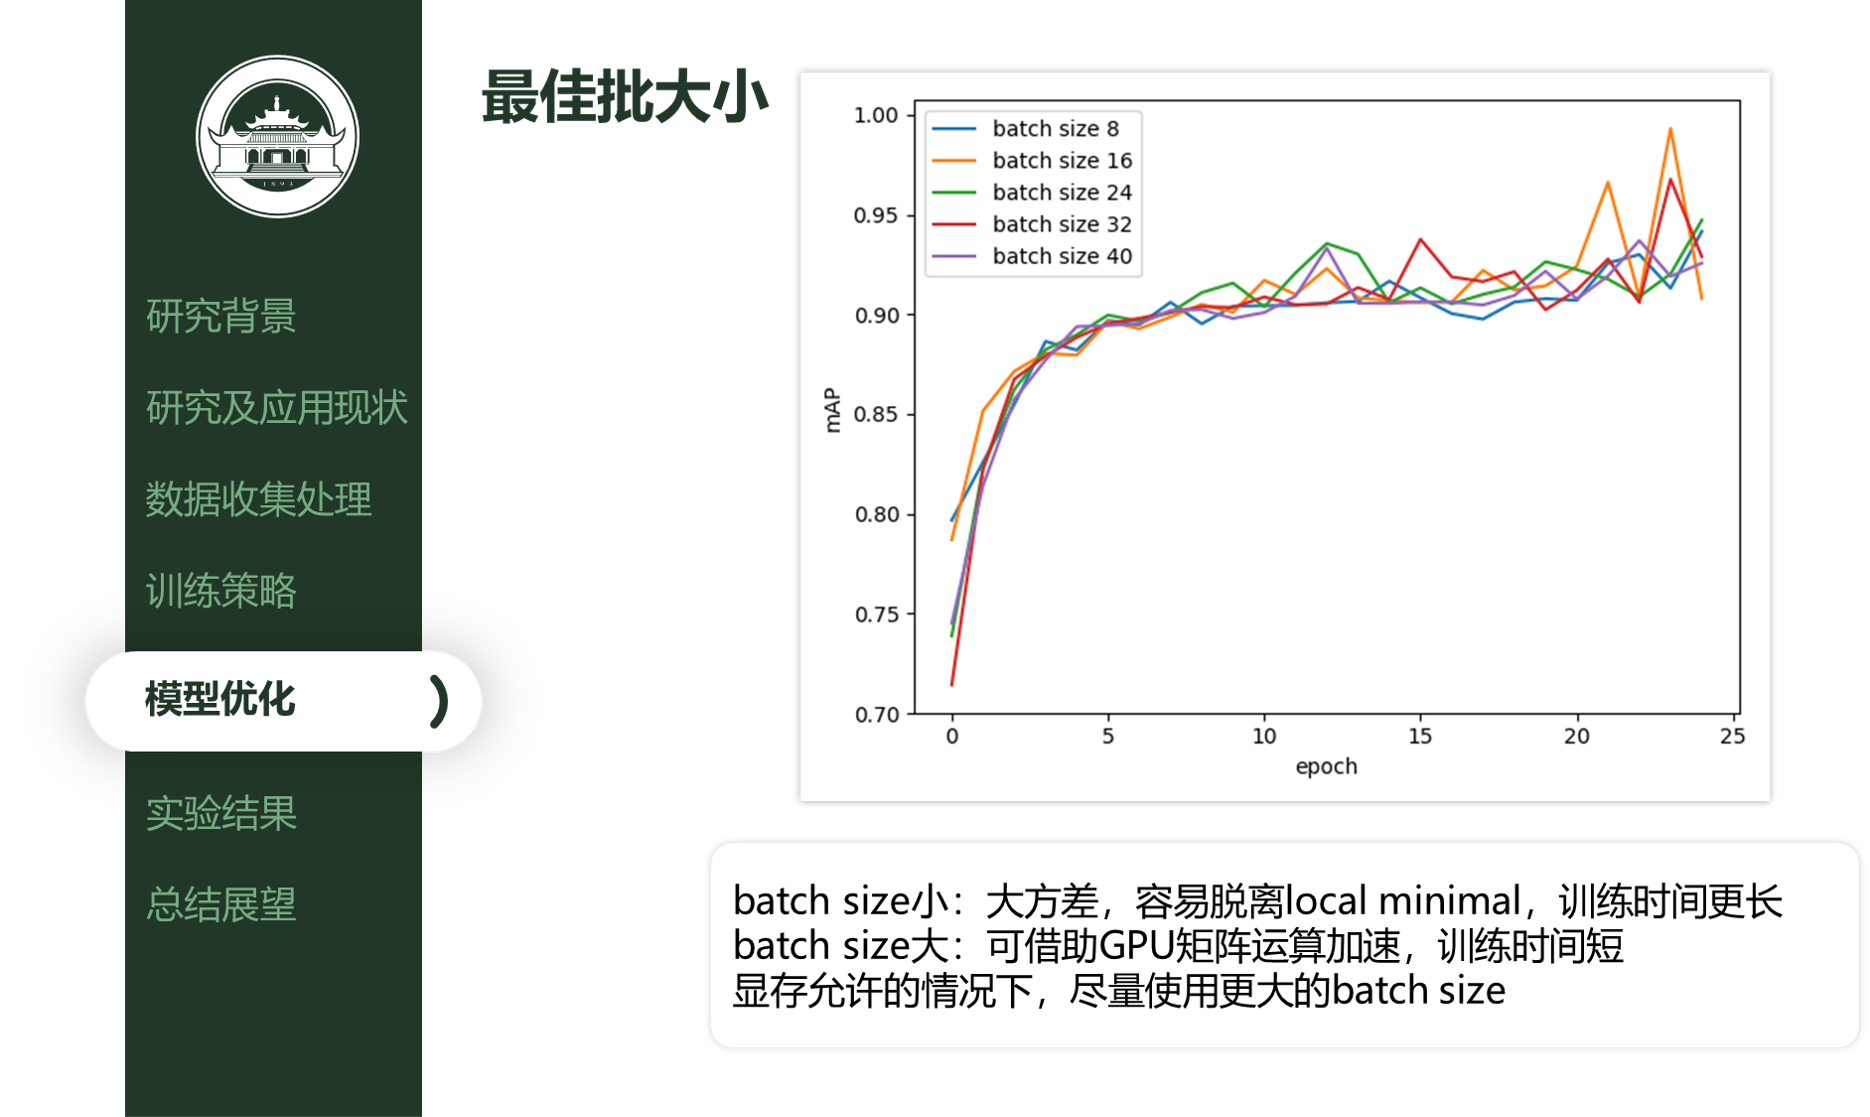 1893
研究背景
研究及应用现状
数据收集处理
训练策略
模型优化
实验结果
总结展望
最佳批大小
1.00
0.95
0.90
0.85
0.80
0.75
0.70
mAP
batch size 8
batch size 16
batch size 24
batch size 32
batch size 40
0 5 10 15 20 25
epoch
batch size小：大方差，容易脱离local minimal，训练时间更长
batch size大：可借助GPU矩阵运算加速，训练时间短
显存允许的情况下，尽量使用更大的batch size